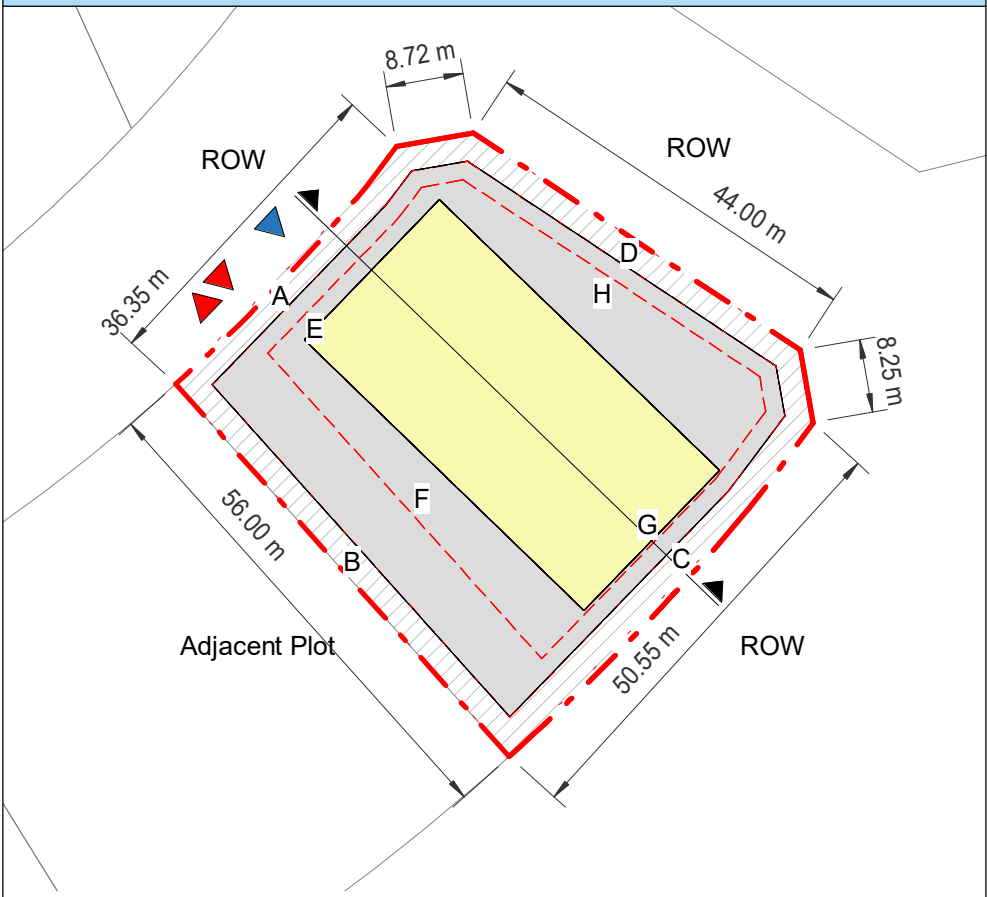 8.72 m
ROW
ROW
44.00 m
D
H
A
36.35 m
E
8.25 m
F
G
56.00 m
B
C
Adjacent Plot
50.55 m
ROW